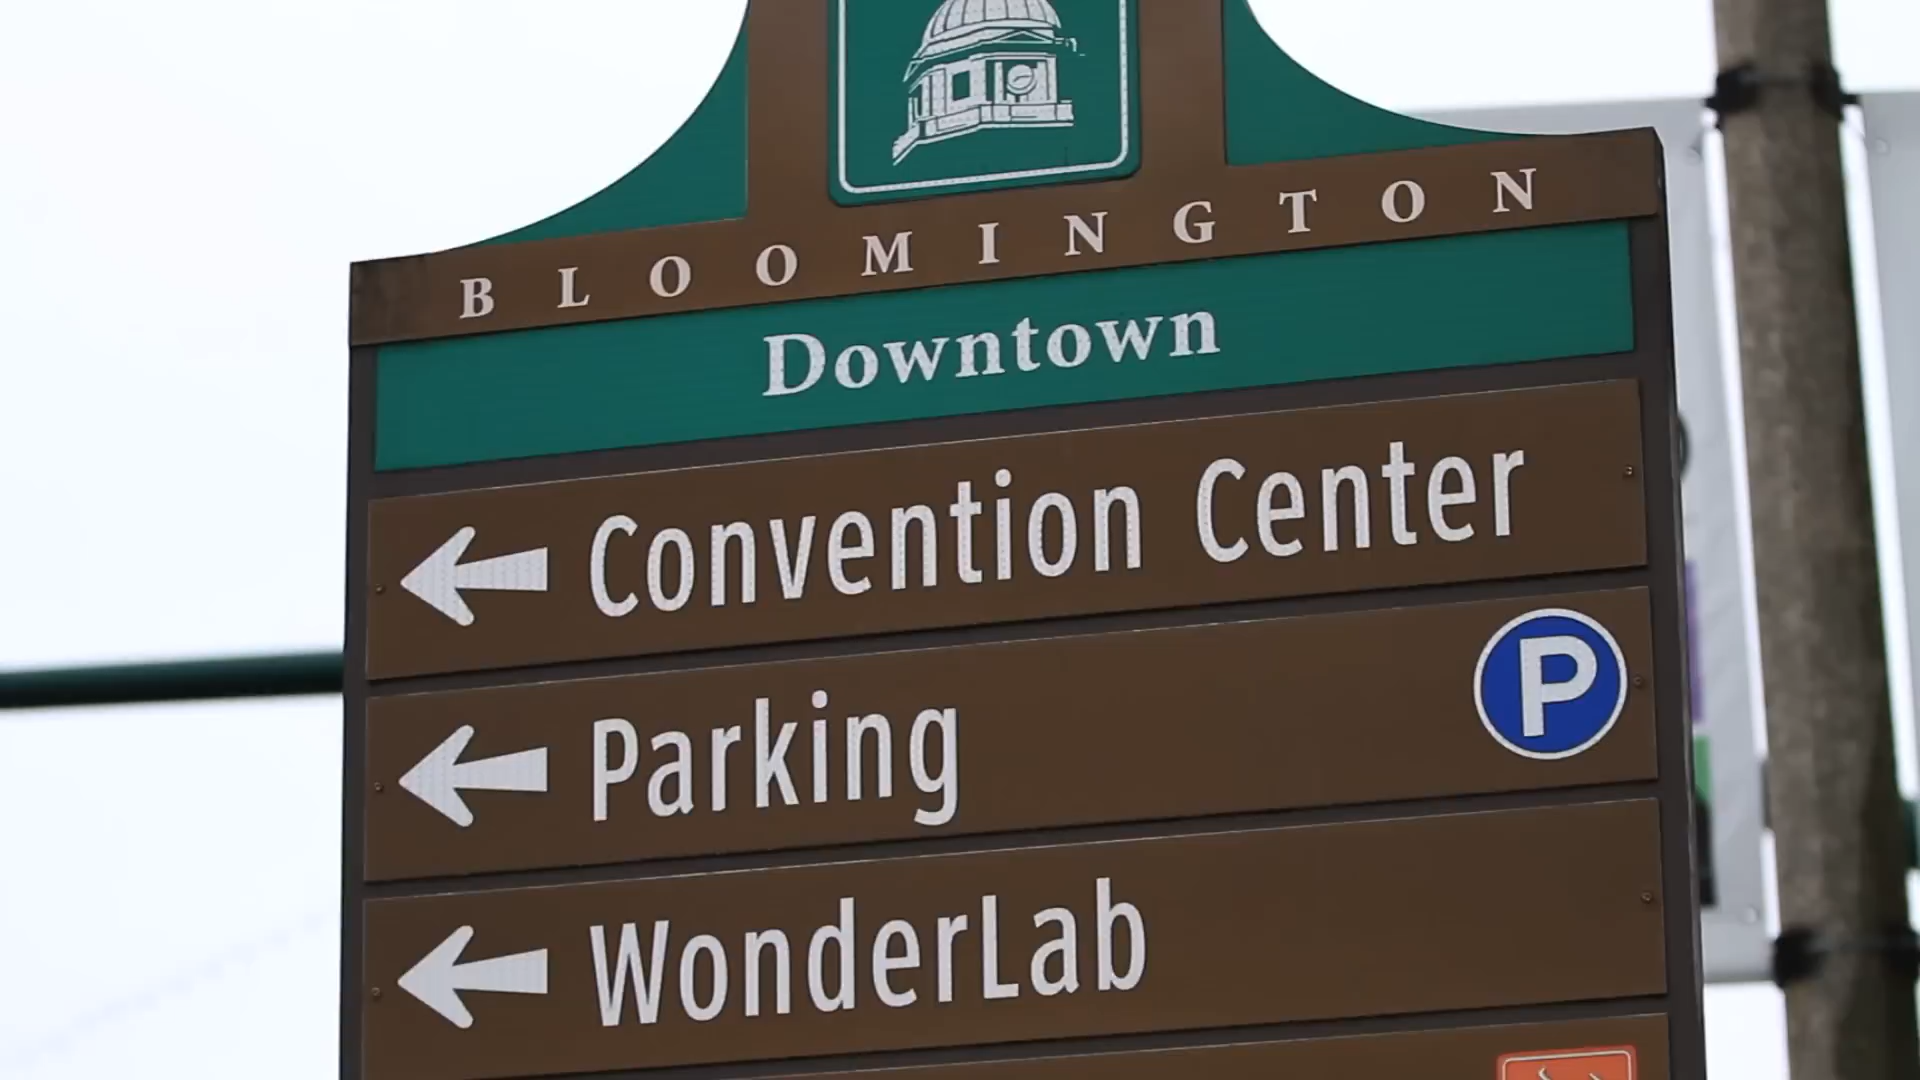 BLOOMINGTON
Downtown
Convention Center
Parking
P
WonderLab